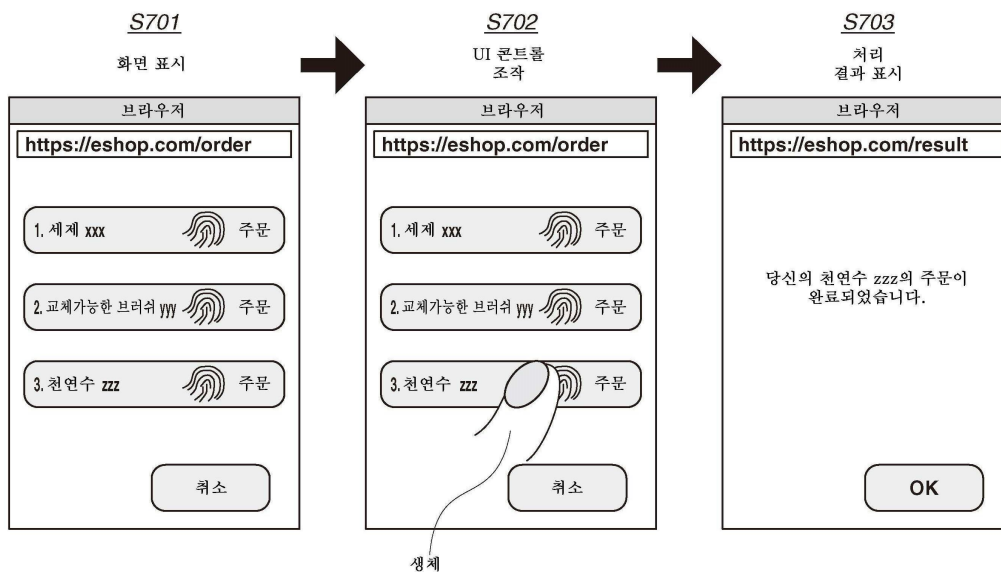 S701
화면 표시
브라우저
https://eshop.com/order
1. 세제 xxx 주문
2. 교체가능한 브러쉬 yyy 주문
3. 천연수 zzz 주문
취소
S702
UI 콘트롤
조작
브라우저
https://eshop.com/order
1. 세제 xxx 주문
2. 교체가능한 브러쉬 yyy 주문
3. 천연수 zzz 주문
취소
생체
S703
처리
결과 표시
브라우저
https://eshop.com/result
당신의 천연수 zzz의 주문이
완료되었습니다.
OK